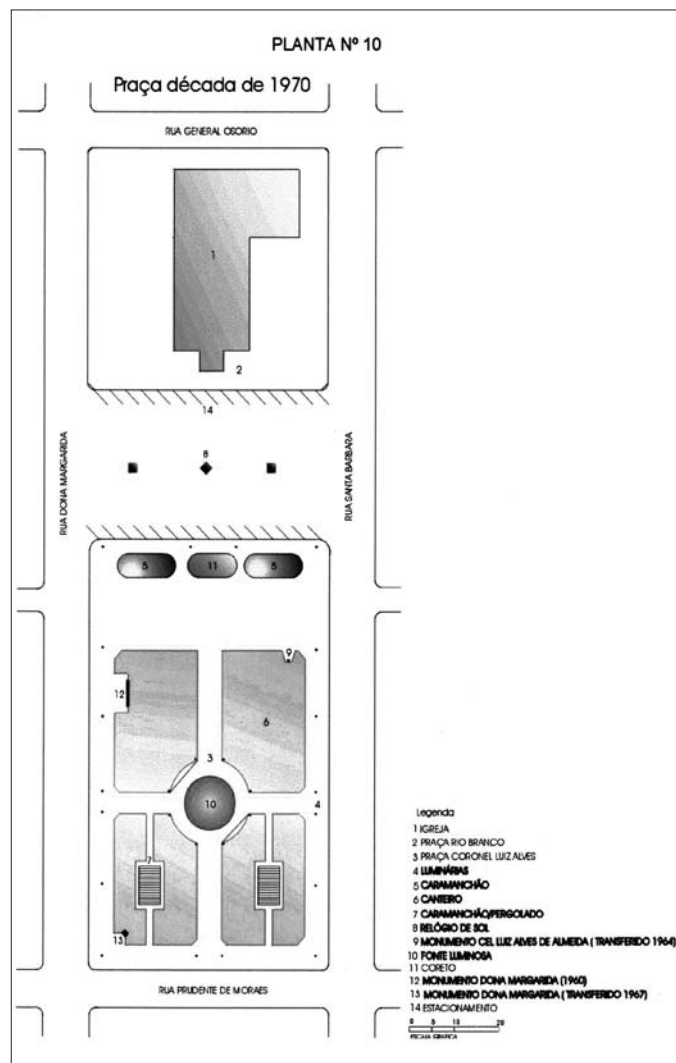 PLANTA Nº 10
Praça década de 1970
RUA GENERAL OSORIO
1
2
14
RUA DONA MARGARIDA
8
RUA SANTA BARBARA
5
11
5
9
12
6
3
10
4
7
13
RUA PRUDENTE DE MORAES
Legenda
1 IGREJA
2 PRAÇA RIO BRANCO
3 PRAÇA CORONEL LUIZ ALVES
4 LUMINÁRIAS
5 CARAMANCHÃO
6 CANTEIRO
7 CARAMANCHÃO/PERGOLADO
8 RELÓGIO DE SOL
9 MONUMENTO CEL LUIZ ALVES DE ALMEIDA ( TRANSFERIDO 1964)
10 FONTE LUMINOSA
11 CORETO
12 MONUMENTO DONA MARGARIDA (1960)
13 MONUMENTO DONA MARGARIDA ( TRANSFERIDO 1967)
14 ESTACIONAMENTO
0 5 10 20
ESCALA GRÁFICA